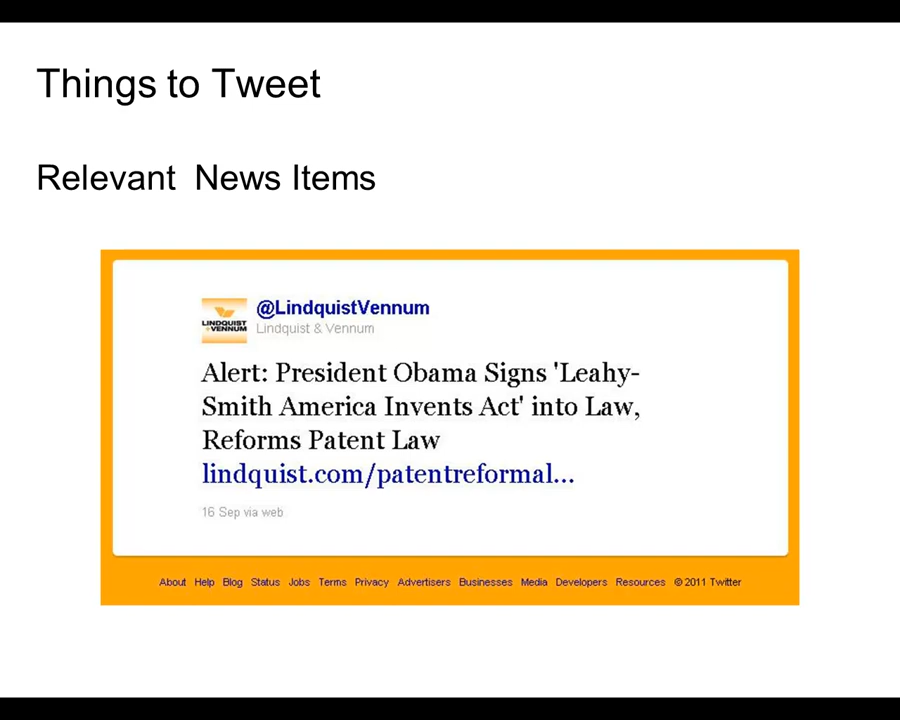 Things to Tweet
Relevant News Items
@LindquistVennum
LINDQUIST
+VENNUM
Lindquist & Vennum
Alert: President Obama Signs 'Leahy-
Smith America Invents Act' into Law,
Reforms Patent Law
lindquist.com/patentreformal...
16 Sep via web
About Help Blog Status Jobs Terms Privacy Advertisers Businesses Media Developers Resources © 2011 Twitter